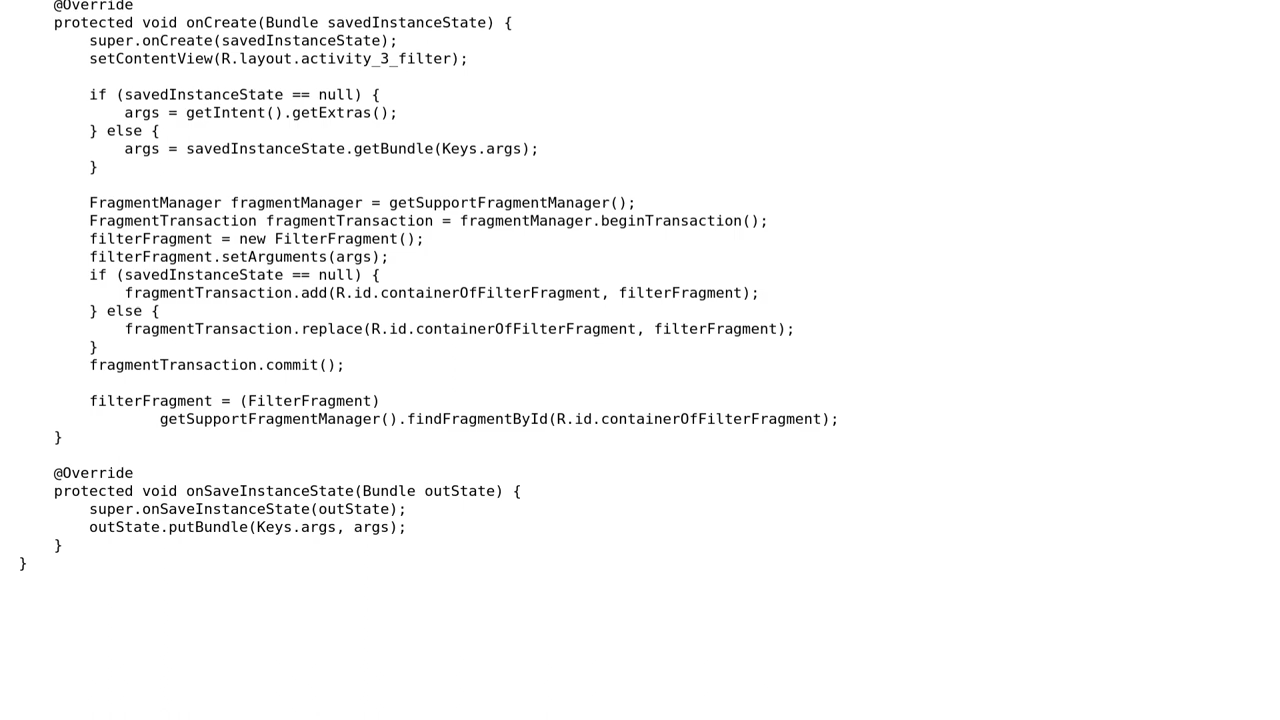 @Override
    protected void onCreate(Bundle savedInstanceState) {
        super.onCreate(savedInstanceState);
        setContentView(R.layout.activity_3_filter);

        if (savedInstanceState == null) {
            args = getIntent().getExtras();
        } else {
            args = savedInstanceState.getBundle(Keys.args);
        }

        FragmentManager fragmentManager = getSupportFragmentManager();
        FragmentTransaction fragmentTransaction = fragmentManager.beginTransaction();
        filterFragment = new FilterFragment();
        filterFragment.setArguments(args);
        if (savedInstanceState == null) {
            fragmentTransaction.add(R.id.containerOfFilterFragment, filterFragment);
        } else {
            fragmentTransaction.replace(R.id.containerOfFilterFragment, filterFragment);
        }
        fragmentTransaction.commit();

        filterFragment = (FilterFragment)
                getSupportFragmentManager().findFragmentById(R.id.containerOfFilterFragment);
    }

    @Override
    protected void onSaveInstanceState(Bundle outState) {
        super.onSaveInstanceState(outState);
        outState.putBundle(Keys.args, args);
    }
}